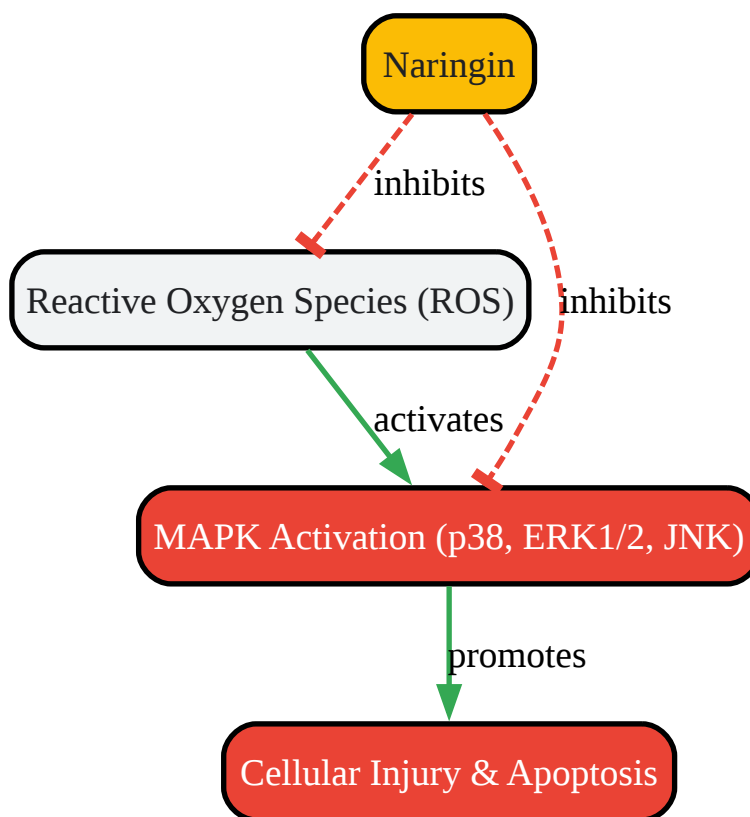 Naringin
inhibits
Reactive Oxygen Species (ROS)
inhibits
activates
MAPK Activation (p38, ERK1/2, JNK)
promotes
Cellular Injury & Apoptosis